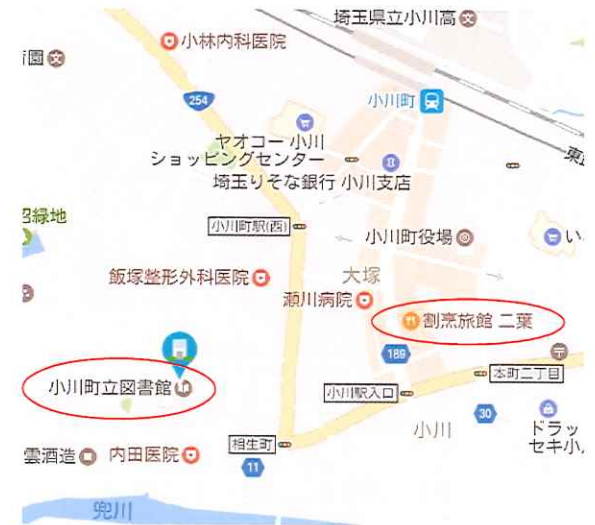 埼玉県立小川高
小林内科医院
園
254
小川町
ヤオコー 小川
ショッピングセンター
埼玉りそな銀行 小川支店
小川町駅(西)
小川町役場
い
緑地
飯塚整形外科医院
大塚
瀬川病院
割烹旅館 二葉
189
本町二丁目
小川町立図書館
小川駅入口
30
小川
ドラッ
セキ小
相生町
雲酒造
内田医院
11
兜川